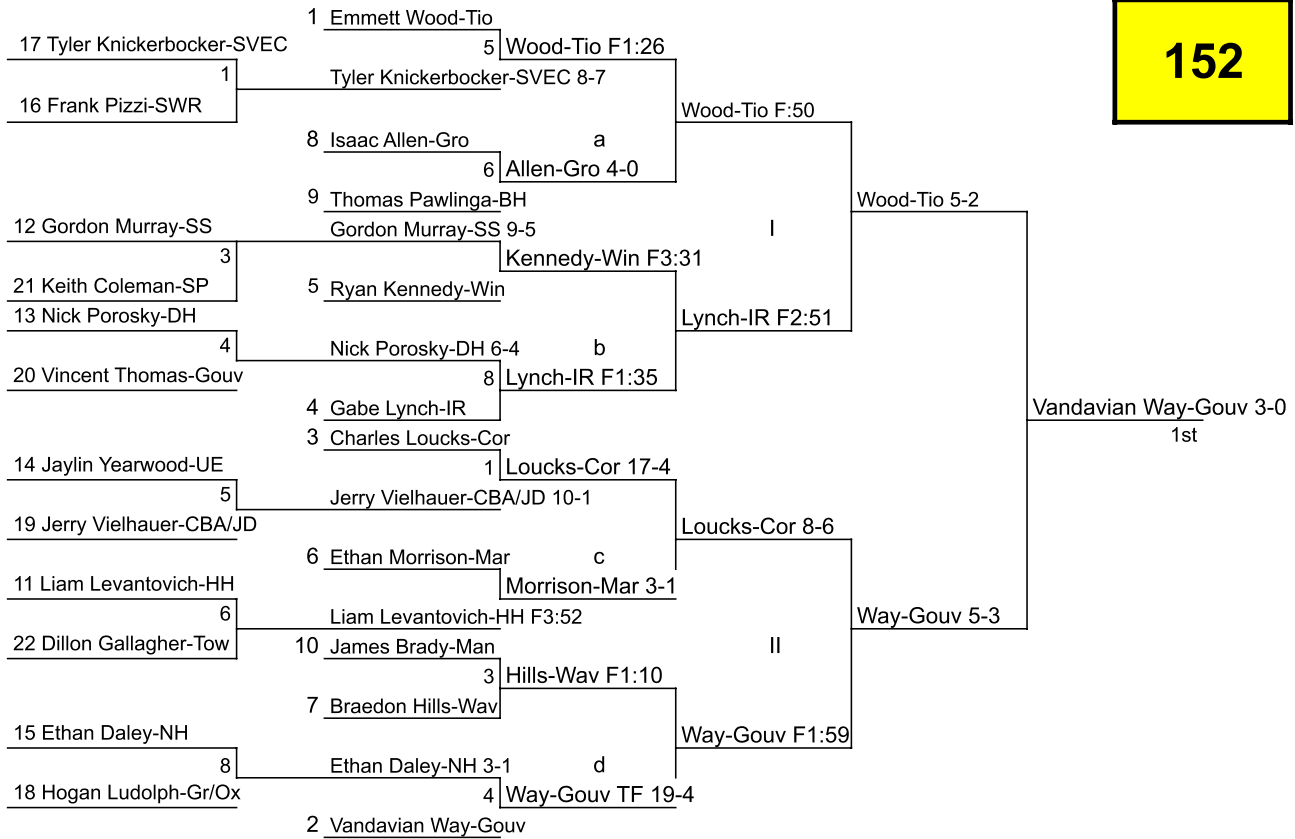 1 Emmett Wood-Tio
152
17 Tyler Knickerbocker-SVEC
5 Wood-Tio F1:26
1
Tyler Knickerbocker-SVEC 8-7
16 Frank Pizzi-SWR
Wood-Tio F:50
8 Isaac Allen-Gro
a
6 Allen-Gro 4-0
9 Thomas Pawlinga-BH
Wood-Tio 5-2
12 Gordon Murray-SS
Gordon Murray-SS 9-5
I
3
Kennedy-Win F3:31
21 Keith Coleman-SP
5 Ryan Kennedy-Win
13 Nick Porosky-DH
Lynch-IR F2:51
4
Nick Porosky-DH 6-4
b
20 Vincent Thomas-Gouv
8 Lynch-IR F1:35
4 Gabe Lynch-IR
Vandavian Way-Gouv 3-0
1st
3 Charles Loucks-Cor
14 Jaylin Yearwood-UE
1 Loucks-Cor 17-4
5
Jerry Vielhauer-CBA/JD 10-1
19 Jerry Vielhauer-CBA/JD
Loucks-Cor 8-6
6 Ethan Morrison-Mar
c
11 Liam Levantovich-HH
Morrison-Mar 3-1
6
Liam Levantovich-HH F3:52
Way-Gouv 5-3
22 Dillon Gallagher-Tow
10 James Brady-Man
II
3 Hills-Wav F1:10
7 Braedon Hills-Wav
15 Ethan Daley-NH
Way-Gouv F1:59
8
Ethan Daley-NH 3-1
d
18 Hogan Ludolph-Gr/Ox
4 Way-Gouv TF 19-4
2 Vandavian Way-Gouv